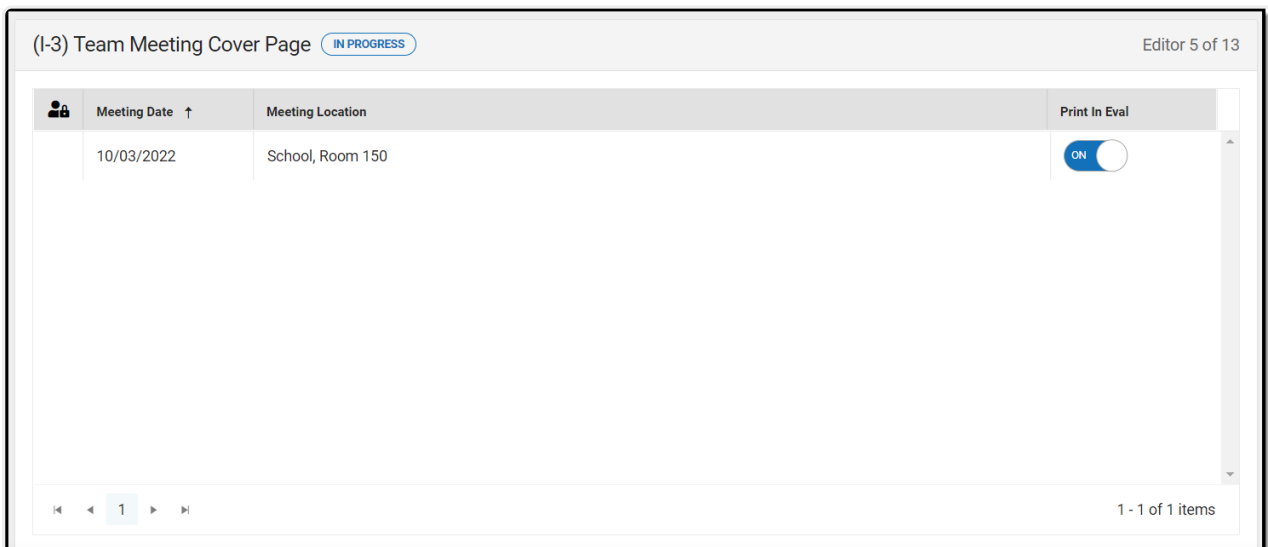 (I-3) Team Meeting Cover Page IN PROGRESS Editor 5 of 13
Meeting Date ↑ Meeting Location Print In Eval
10/03/2022 School, Room 150 ON
1 1 - 1 of 1 items